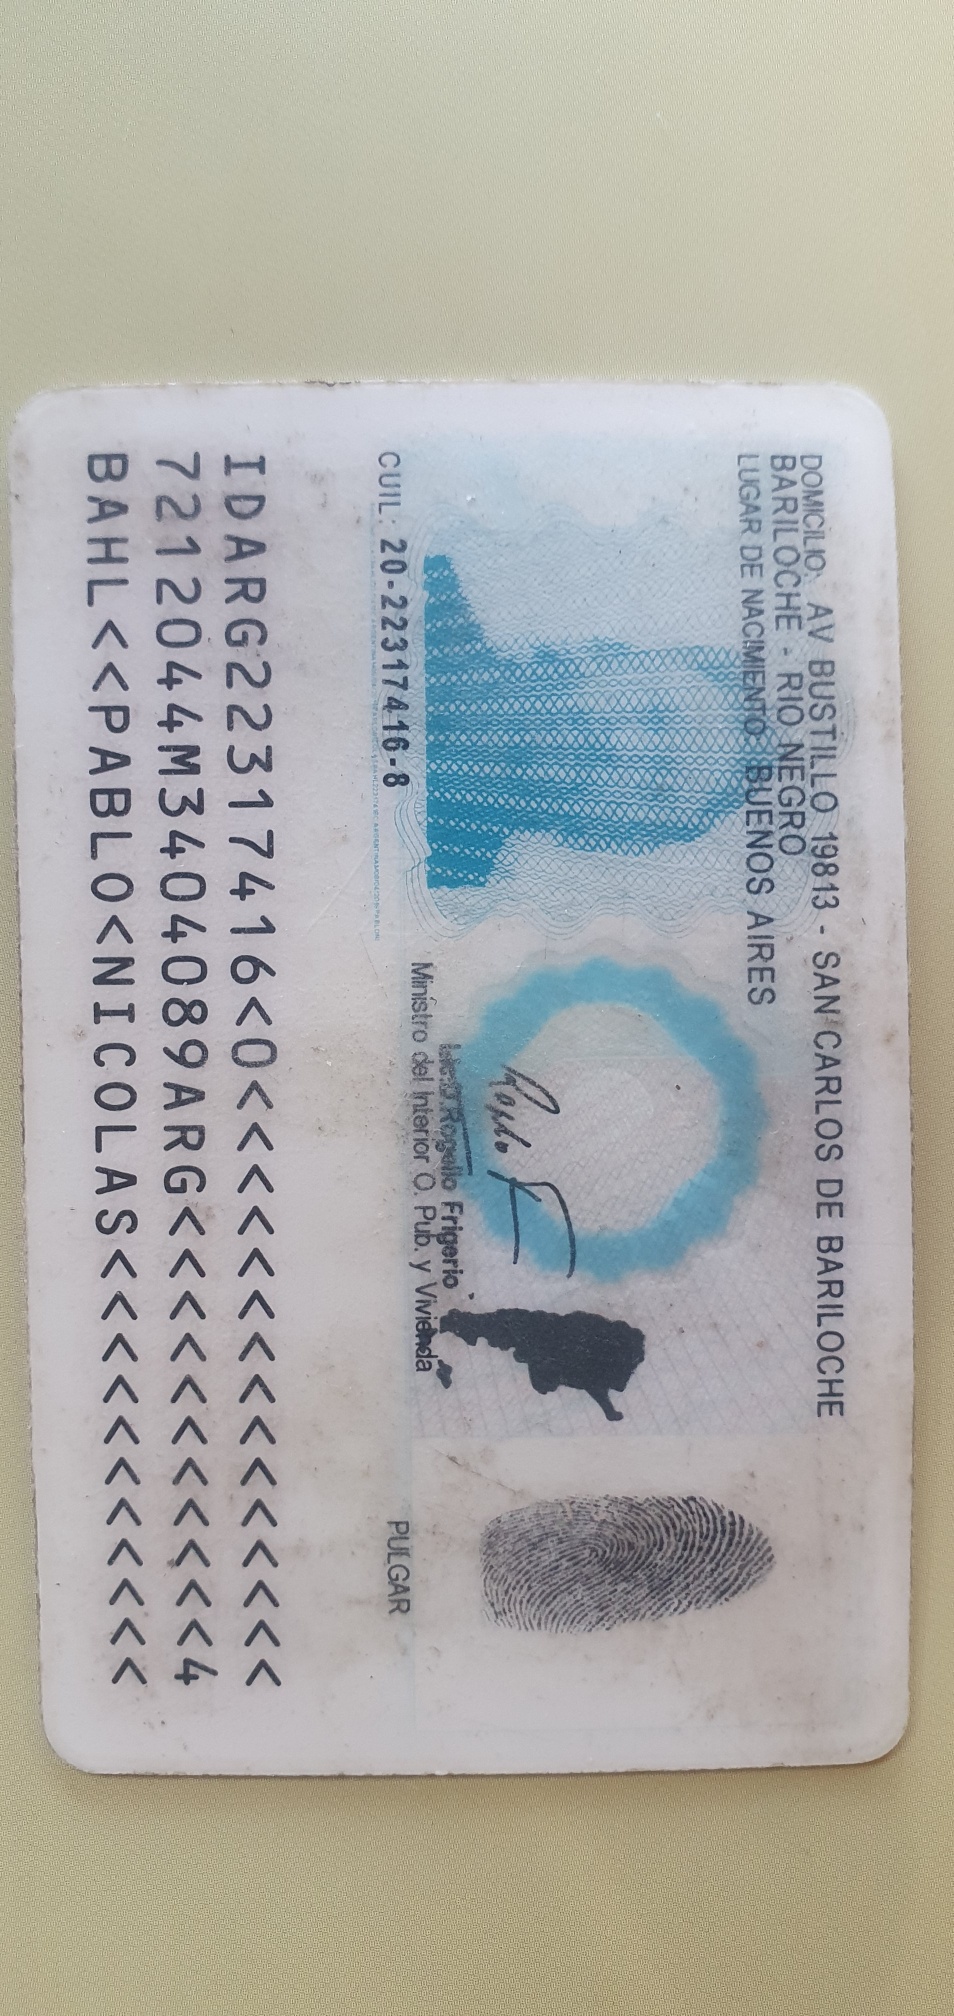 DOMICILIO: AV BUSTILLO 19813 - SAN CARLOS DE BARILOCHE
BARILOCHE - RIO NEGRO
LUGAR DE NACIMIENTO: BUENOS AIRES
CUIL: 20-22317416-8
Rogelio Frigerio
Ministro del Interior O. Pub. y Vivienda
PULGAR
IDARG22317416<0<<<<<<<<<<<<<<<
7212044M3404089ARG<<<<<<<<<<<4
BAHL<<PABLO<NICOLAS<<<<<<<<<<<